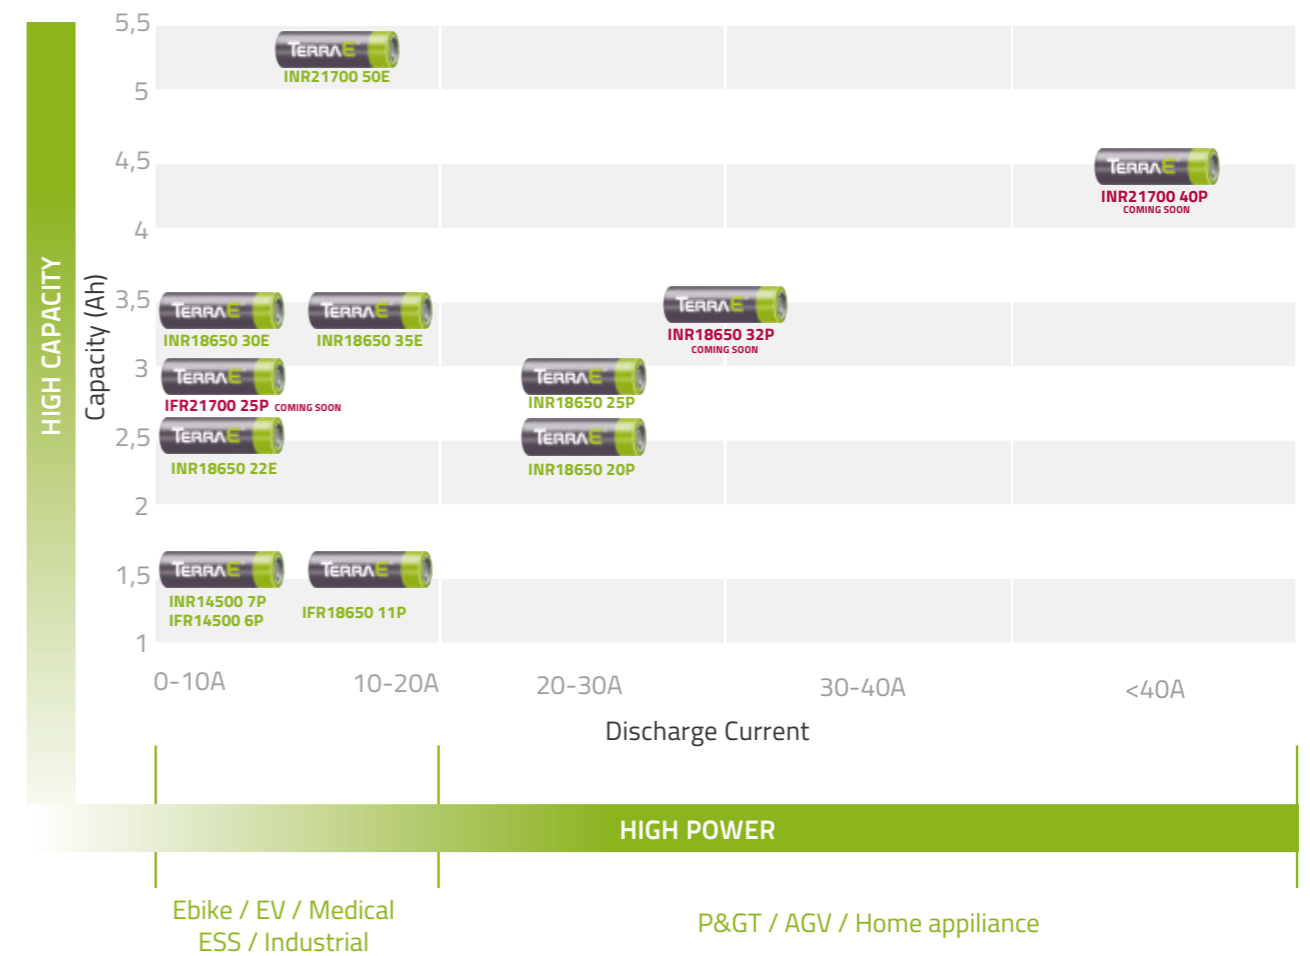 5,5
TERRAE
INR21700 50E
5
4,5
TERRAE
INR21700 40P
COMING SOON
4
HIGH CAPACITY
Capacity (Ah)
3,5
TERRAE
INR18650 30E
TERRAE
INR18650 35E
TERRAE
INR18650 32P
COMING SOON
3
TERRAE
IFR21700 25P COMING SOON
TERRAE
INR18650 25P
2,5
TERRAE
INR18650 22E
TERRAE
INR18650 20P
2
1,5
TERRAE
INR14500 7P
IFR14500 6P
TERRAE
IFR18650 11P
1
0-10A
10-20A
20-30A
30-40A
<40A
Discharge Current
HIGH POWER
Ebike / EV / Medical
ESS / Industrial
P&GT / AGV / Home appiliance